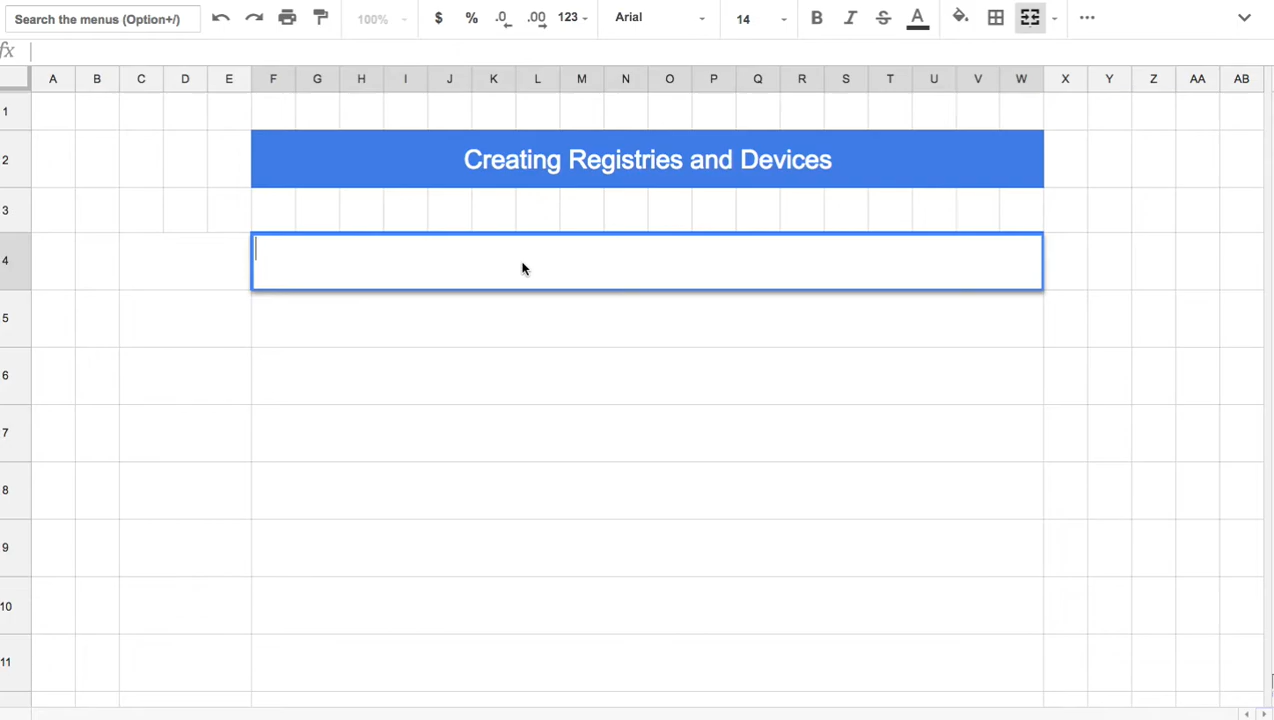 Search the menus (Option+/) 100% $ % .0 .00 123 Arial 14 B I S A
fx
A B C D E F G H I J K L M N O P Q R S T U V W X Y Z AA AB
1
2 Creating Registries and Devices
3
4
5
6
7
8
9
10
11